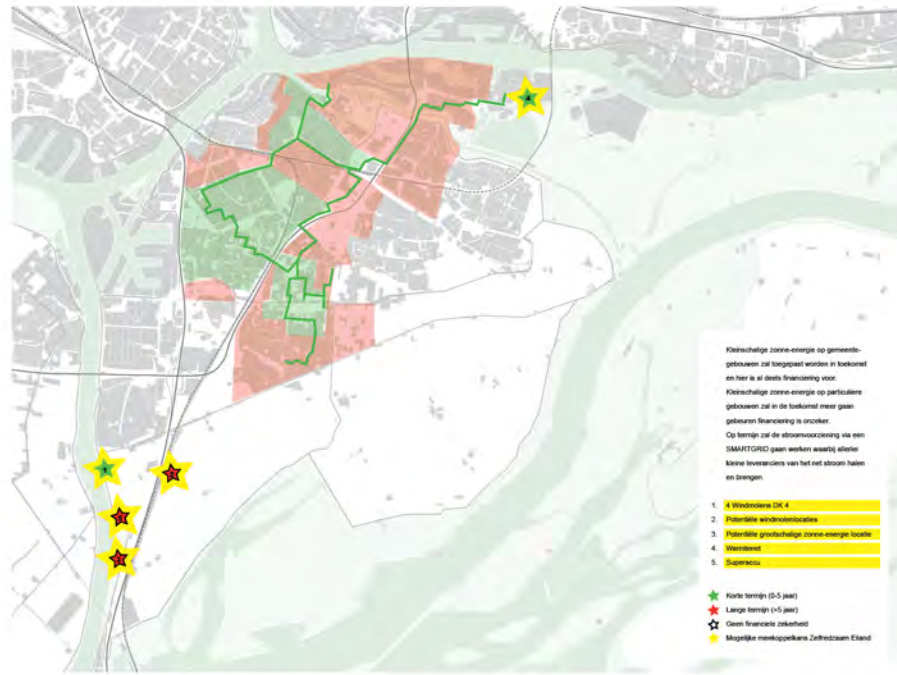 4
1
Kleinschalige zonne-energie op gemeente-
gebouwen zal toegepast worden in toekomst
en hier is al deels financiering voor.
Kleinschalige zonne-energie op particuliere
gebouwen zal in de toekomst meer gaan
gebeuren financiering is onzeker.
Op termijn zal de stroomvoorziening via een
SMARTGRID gaan werken waarbij allerlei
kleine leveranciers van het net stroom halen
en brengen
1. 4 Windmolens DK 4
2. Potentiële windmolenlocaties
3. Potentiële grootschalige zonne-energie locatie
4. Warmtenet
5. Superaccu
Korte termijn (0-5 jaar)
Lange termijn (>5 jaar)
Geen financiele zekerheid
Mogelijke meekoppelkans Zelfredzaam Eiland